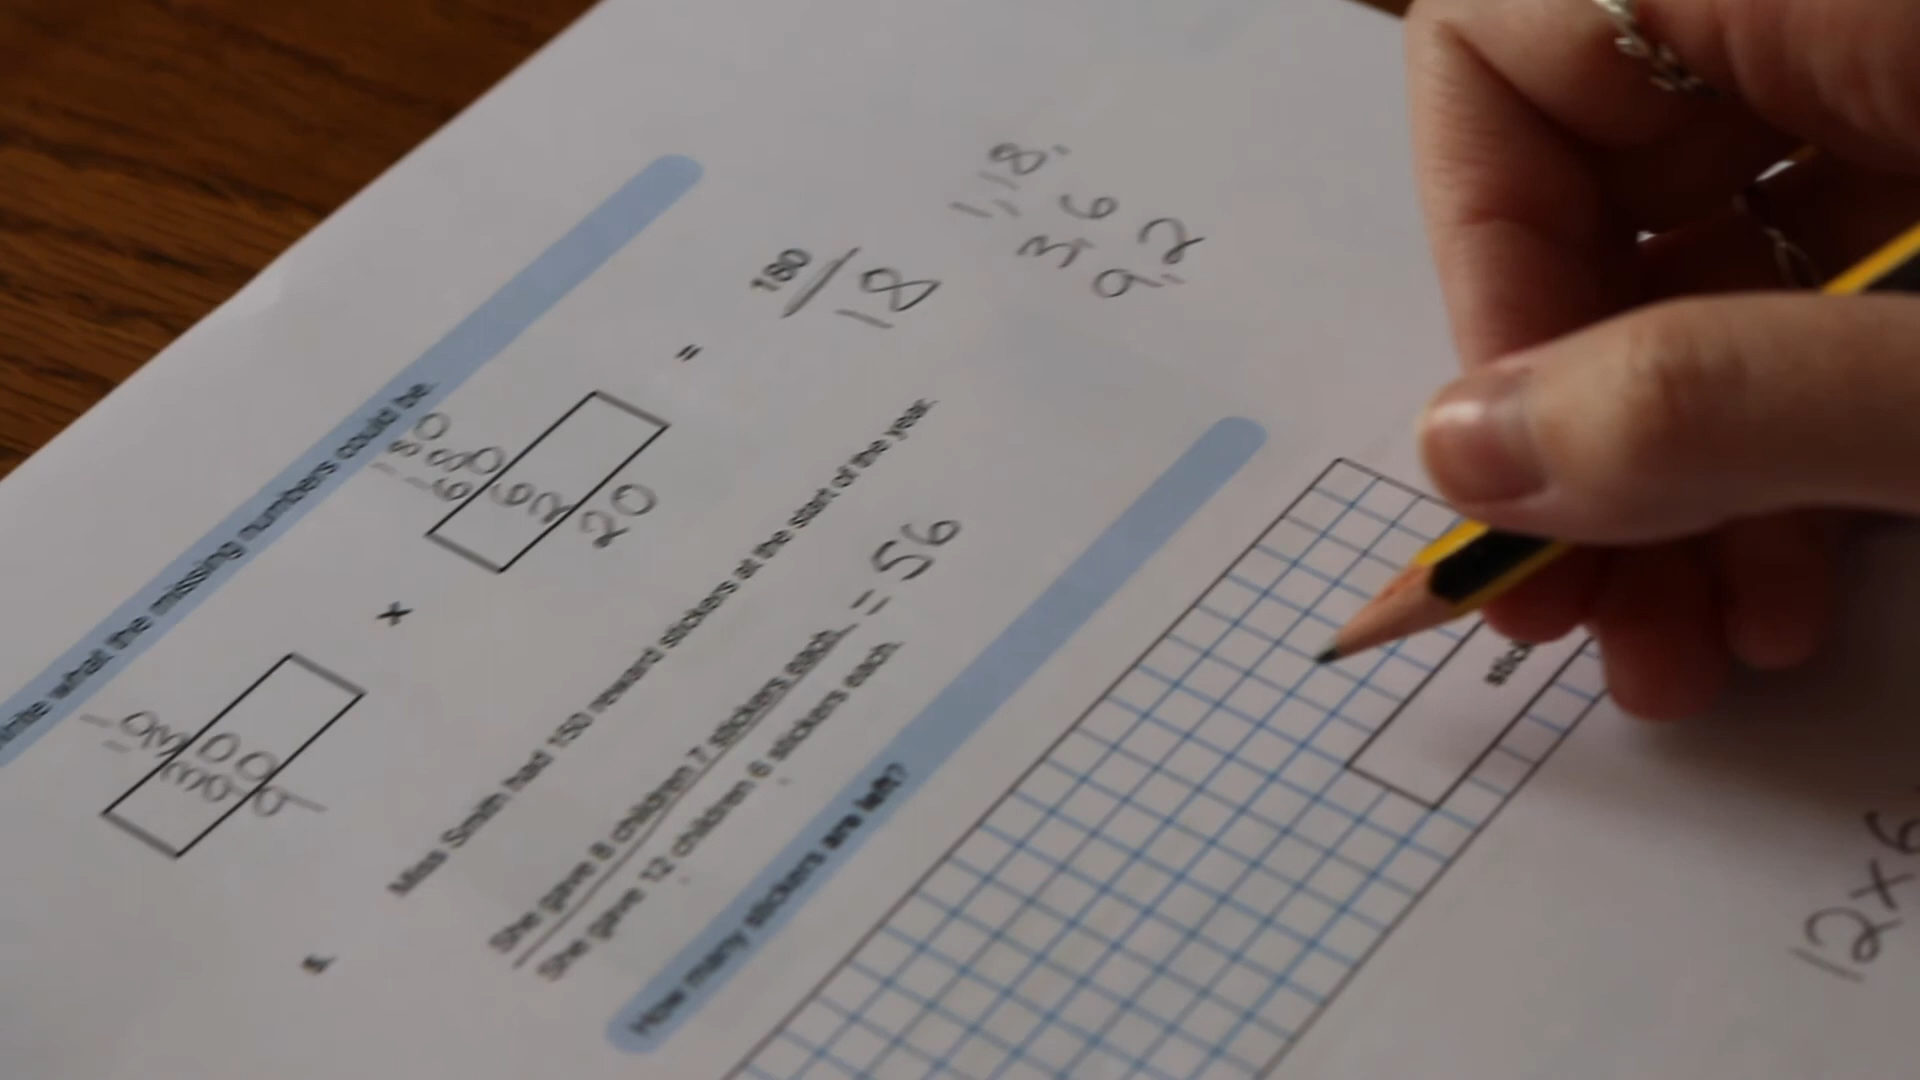 what the missing numbers could be.
x
=
180
18
1, 18,
3, 6
9, 2
180
60
20
Miss Smith had 150 reward stickers at the start of the year.
She gave 8 children 7 stickers each. = 56
She gave 12 children 6 stickers each.
How many stickers are left?
12 x 6